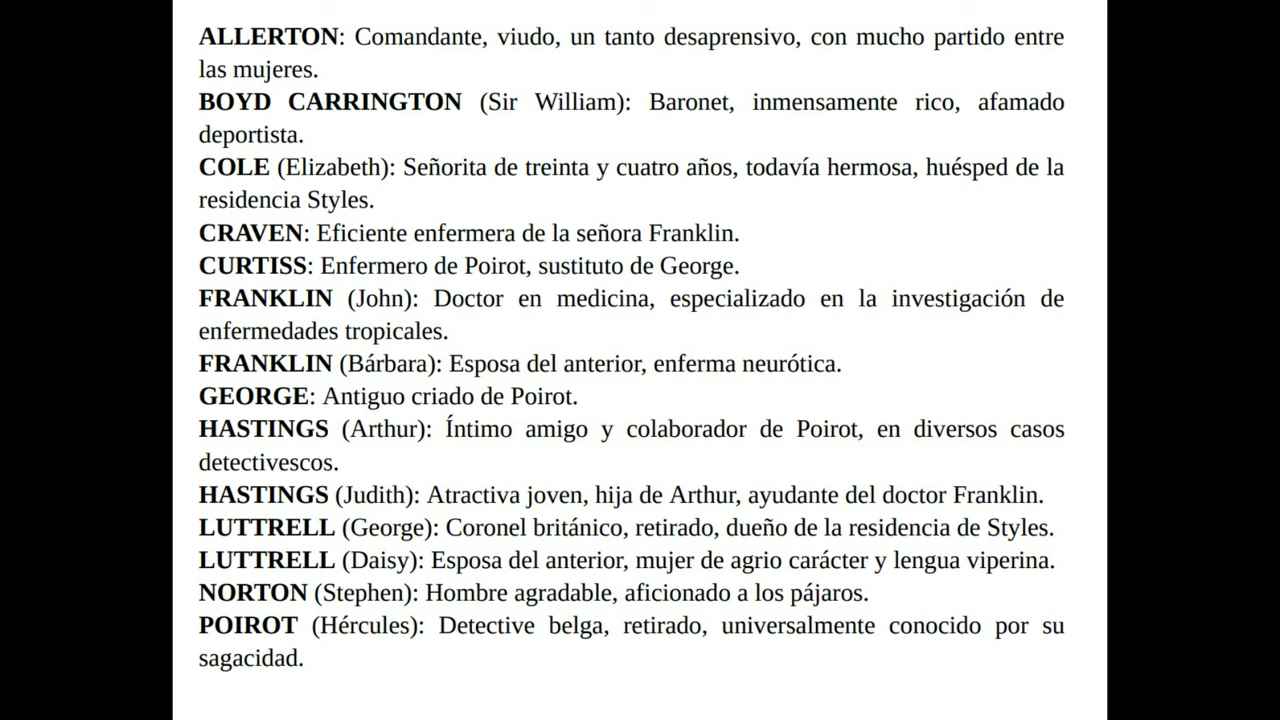 ALLERTON: Comandante, viudo, un tanto desaprensivo, con mucho partido entre
las mujeres.
BOYD CARRINGTON (Sir William): Baronet, inmensamente rico, afamado
deportista.
COLE (Elizabeth): Señorita de treinta y cuatro años, todavía hermosa, huésped de la
residencia Styles.
CRAVEN: Eficiente enfermera de la señora Franklin.
CURTISS: Enfermero de Poirot, sustituto de George.
FRANKLIN (John): Doctor en medicina, especializado en la investigación de
enfermedades tropicales.
FRANKLIN (Bárbara): Esposa del anterior, enferma neurótica.
GEORGE: Antiguo criado de Poirot.
HASTINGS (Arthur): Íntimo amigo y colaborador de Poirot, en diversos casos
detectivescos.
HASTINGS (Judith): Atractiva joven, hija de Arthur, ayudante del doctor Franklin.
LUTTRELL (George): Coronel británico, retirado, dueño de la residencia de Styles.
LUTTRELL (Daisy): Esposa del anterior, mujer de agrio carácter y lengua viperina.
NORTON (Stephen): Hombre agradable, aficionado a los pájaros.
POIROT (Hércules): Detective belga, retirado, universalmente conocido por su
sagacidad.